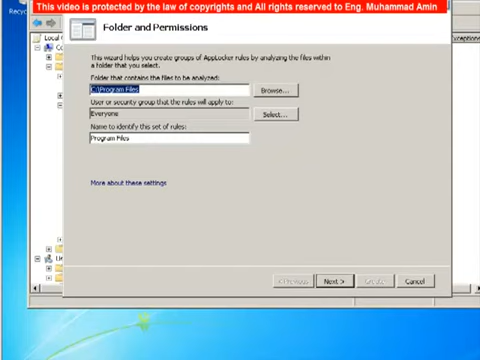 This video is protected by the law of copyrights and All rights reserved to Eng. Muhammad Amin
Recyc
Folder and Permissions
Local
Exceptions
This wizard helps you create groups of AppLocker rules by analyzing the files within
a folder that you select.
Folder that contains the files to be analyzed:
C:\Program Files
Browse...
User or security group that the rules will apply to:
Everyone
Select...
Name to identify this set of rules:
Program Files
More about these settings
< Previous
Next >
Create
Cancel